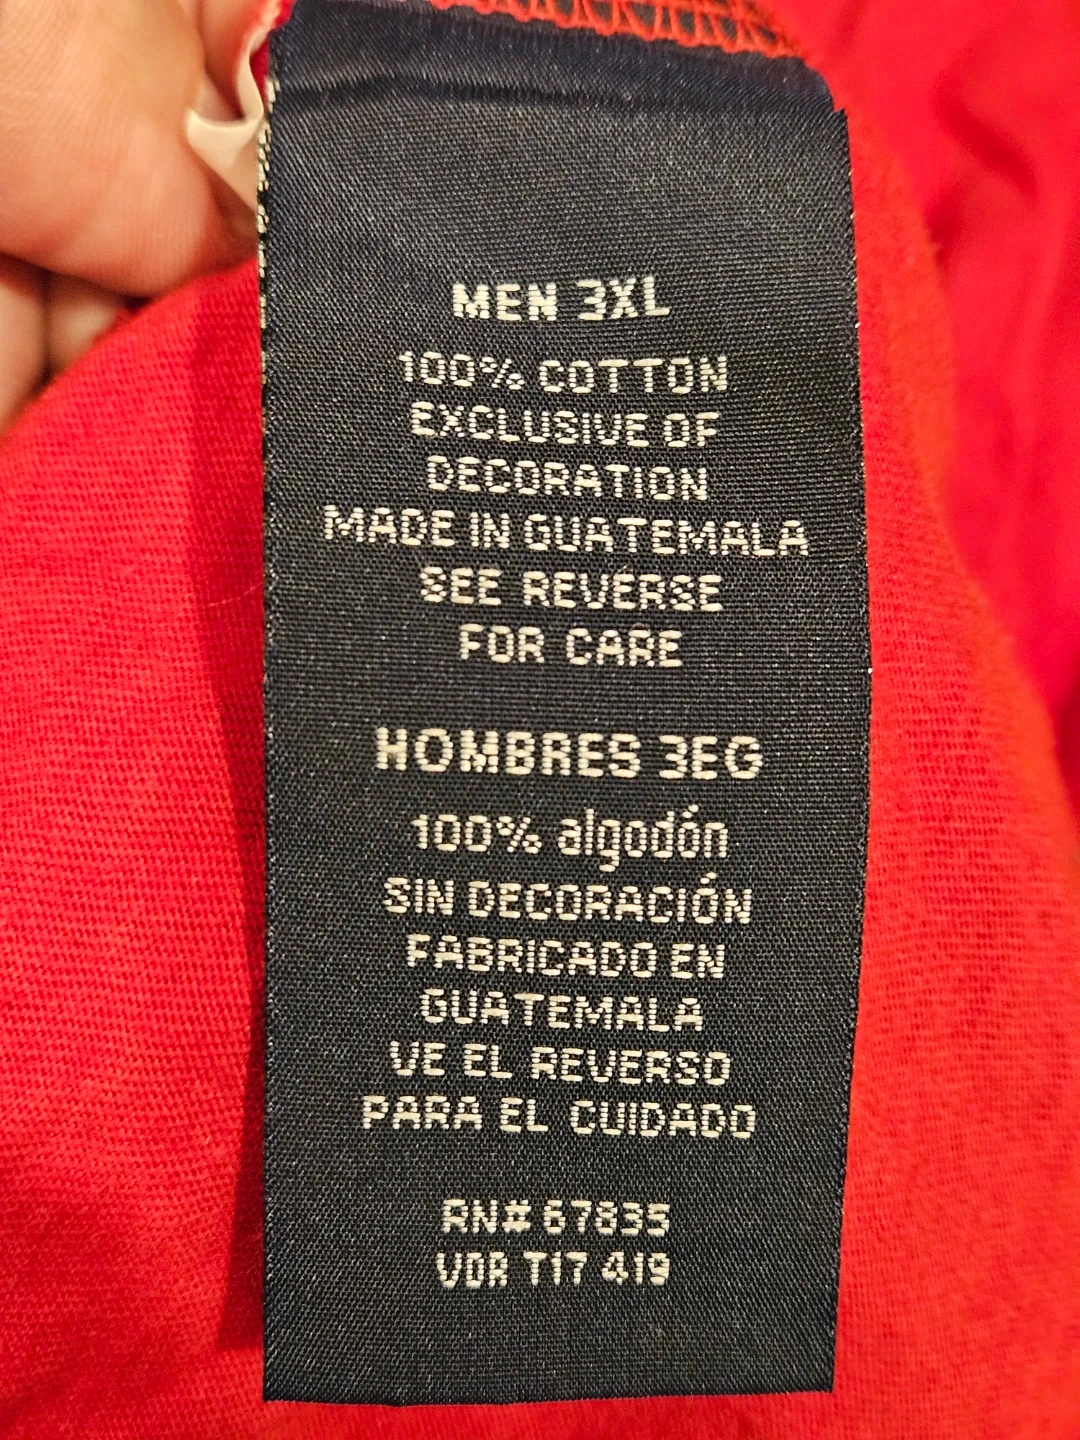 MEN 3XL
100% COTTON
EXCLUSIVE OF
DECORATION
MADE IN GUATEMALA
SEE REVERSE
FOR CARE
HOMBRES 3EG
100% algodón
SIN DECORACIÓN
FABRICADO EN
GUATEMALA
VE EL REVERSO
PARA EL CUIDADO
RN# 67835
VDR T17 419